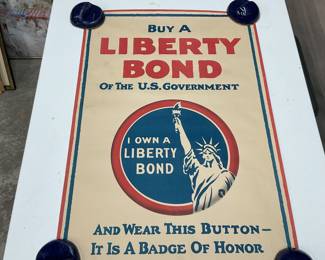 BUY A
LIBERTY
BOND
OF THE U.S. GOVERNMENT
I OWN A
LIBERTY
BOND
AND WEAR THIS BUTTON—
IT IS A BADGE OF HONOR